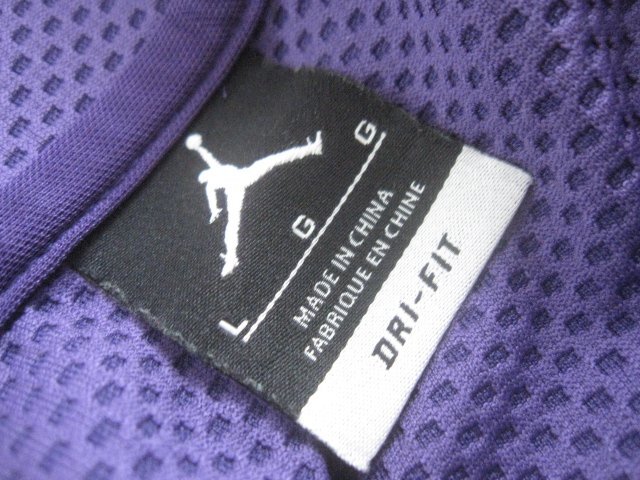 L G G
MADE IN CHINA
FABRIQUE EN CHINE
DRI-FIT